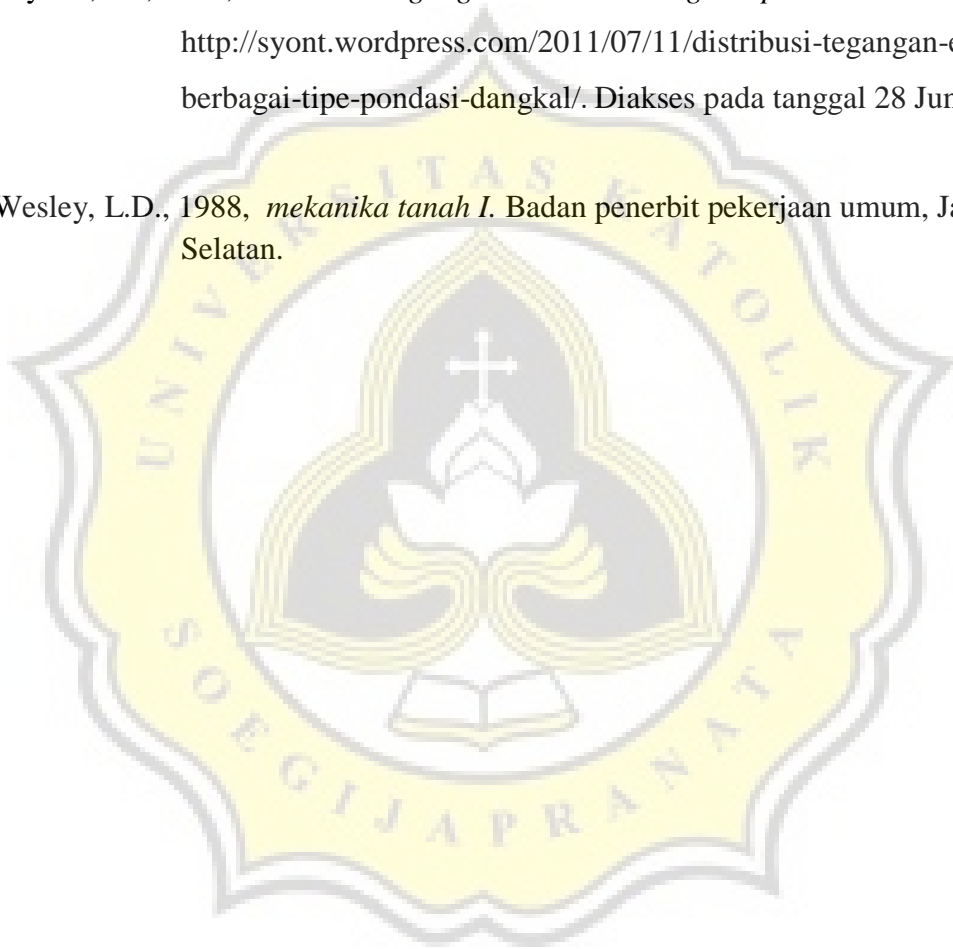 http://syont.wordpress.com/2011/07/11/distribusi-tegangan-
berbagai-tipe-pondasi-dangkal/. Diakses pada tanggal 28 Jun
Wesley, L.D., 1988, mekanika tanah I. Badan penerbit pekerjaan umum, Ja
Selatan.
UNIVERSITAS KATOLIK
SOEGIJAPRANATA